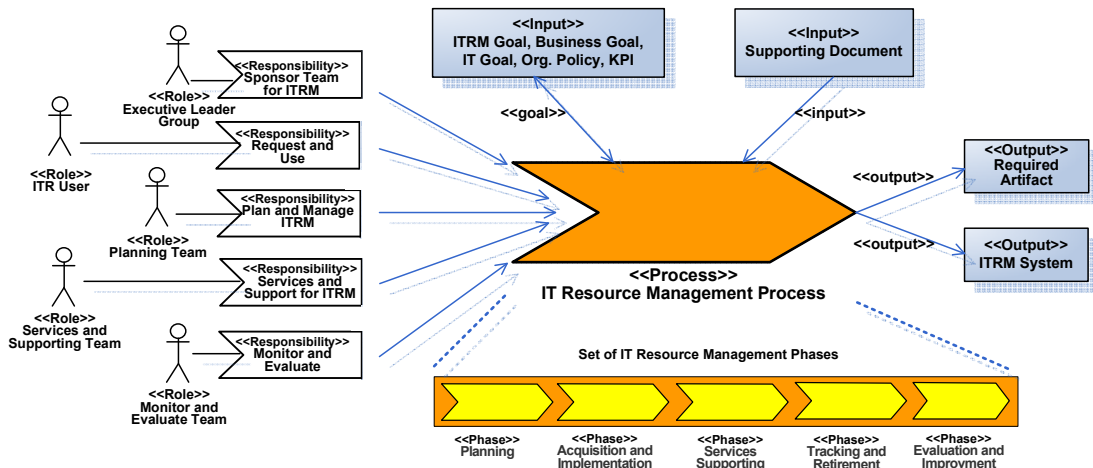 <<Responsibility>>
Sponsor Team
for ITRM
<<Role>>
Executive Leader
Group
<<Responsibility>>
Request and
Use
<<Role>>
ITR User
<<Responsibility>>
Plan and Manage
ITRM
<<Role>>
Planning Team
<<Responsibility>>
Services and
Support for ITRM
<<Role>>
Services and
Supporting Team
<<Responsibility>>
Monitor and
Evaluate
<<Role>>
Monitor and
Evaluate Team
<<Input>>
ITRM Goal, Business Goal,
IT Goal, Org. Policy, KPI
<<Input>>
Supporting Document
<<goal>>
<<input>>
<<output>>
<<Output>>
Required
Artifact
<<output>>
<<Output>>
ITRM System
<<Process>>
IT Resource Management Process
Set of IT Resource Management Phases
<<Phase>>
Planning
<<Phase>>
Acquisition and
Implementation
<<Phase>>
Services
Supporting
<<Phase>>
Tracking and
Retirement
<<Phase>>
Evaluation and
Improvment